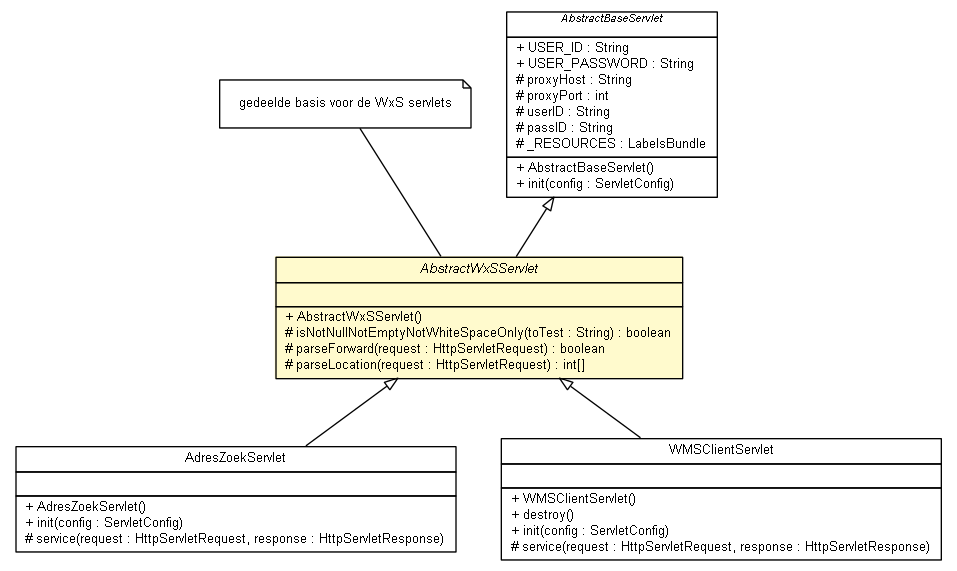 AbstractBaseServlet
+ USER_ID : String
+ USER_PASSWORD : String
# proxyHost : String
# proxyPort : int
# userID : String
# passID : String
# _RESOURCES : LabelsBundle
+ AbstractBaseServlet()
+ init(config : ServletConfig)
gedeelde basis voor de WxS servlets
AbstractWxSServlet
+ AbstractWxSServlet()
# isNotNullNotEmptyNotWhiteSpaceOnly(toTest : String) : boolean
# parseForward(request : HttpServletRequest) : boolean
# parseLocation(request : HttpServletRequest) : int[]
AdresZoekServlet
+ AdresZoekServlet()
+ init(config : ServletConfig)
# service(request : HttpServletRequest, response : HttpServletResponse)
WMSClientServlet
+ WMSClientServlet()
+ destroy()
+ init(config : ServletConfig)
# service(request : HttpServletRequest, response : HttpServletResponse)